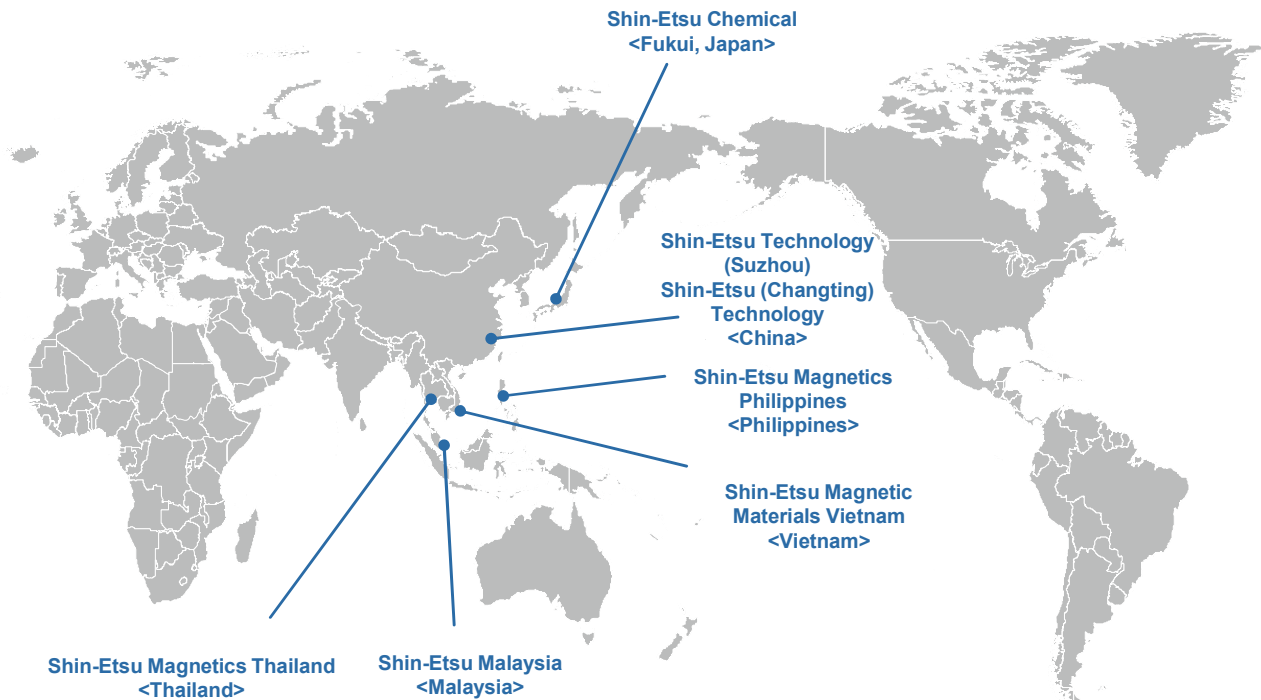 Shin-Etsu Chemical
<Fukui, Japan>
Shin-Etsu Technology
(Suzhou)
Shin-Etsu (Changting)
Technology
<China>
Shin-Etsu Magnetics
Philippines
<Philippines>
Shin-Etsu Magnetic
Materials Vietnam
<Vietnam>
Shin-Etsu Magnetics Thailand
<Thailand>
Shin-Etsu Malaysia
<Malaysia>